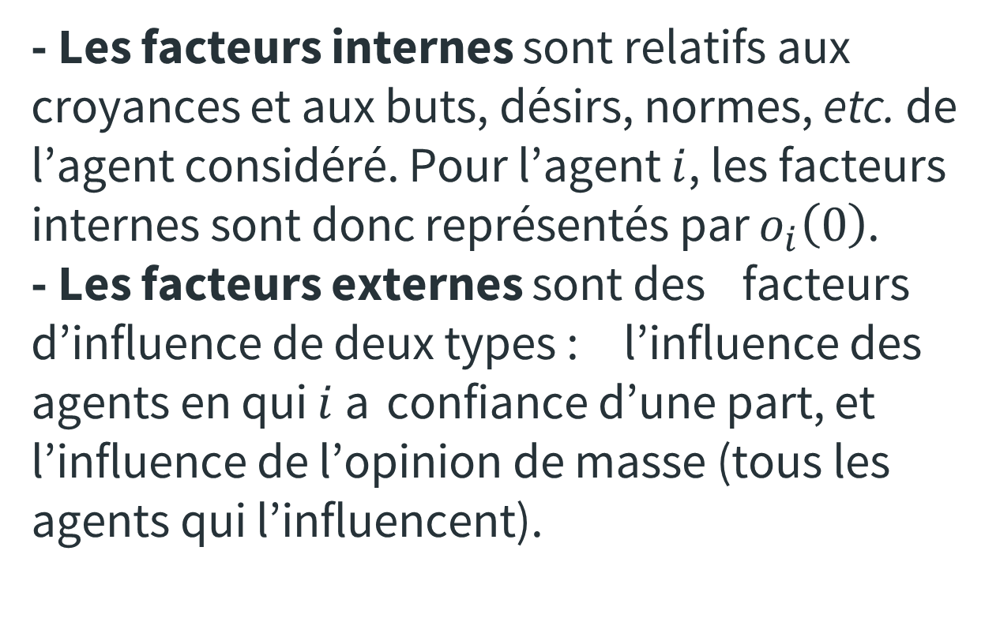 - Les facteurs internes sont relatifs aux
croyances et aux buts, désirs, normes, etc. de
l’agent considéré. Pour l’agent i, les facteurs
internes sont donc représentés par oᵢ(0).
- Les facteurs externes sont des facteurs
d’influence de deux types : l’influence des
agents en qui i a confiance d’une part, et
l’influence de l’opinion de masse (tous les
agents qui l’influencent).